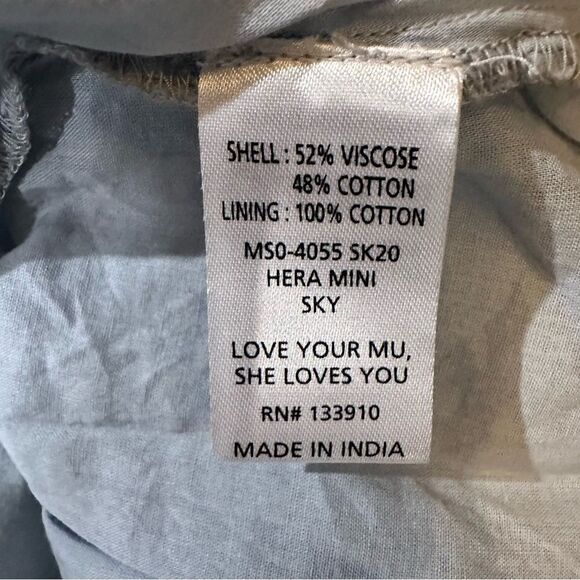 SHELL : 52% VISCOSE
48% COTTON
LINING : 100% COTTON
MS0-4055 SK20
HERA MINI
SKY
LOVE YOUR MU,
SHE LOVES YOU
RN# 133910
MADE IN INDIA